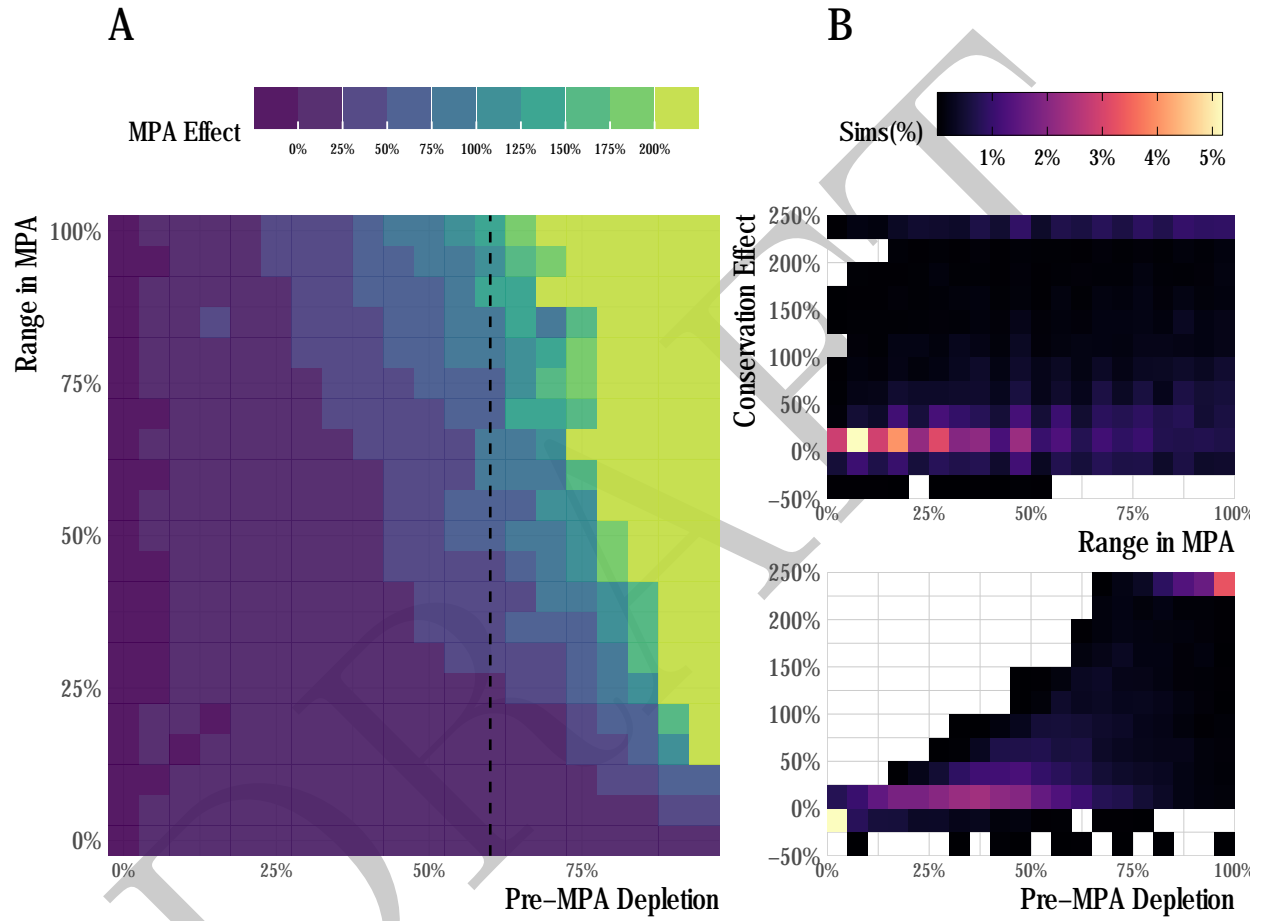 A
B
MPA Effect
0% 25% 50% 75% 100% 125% 150% 175% 200%
Sims(%)
1% 2% 3% 4% 5%
Range in MPA
100%
75%
50%
25%
0%
0% 25% 50% 75%
Pre−MPA Depletion
Conservation Effect
250%
200%
150%
100%
50%
0%
−50%
0% 25% 50% 75% 100%
Range in MPA
250%
200%
150%
100%
50%
0%
−50%
0% 25% 50% 75% 100%
Pre−MPA Depletion
DRAFT